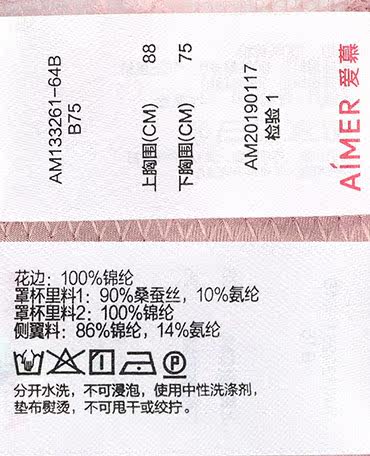 AM133261-64B
B75
上胸围(CM) 88
下胸围(CM) 75
AM20190117
检验 1
AIMER 爱慕
花边: 100%锦纶
罩杯里料1: 90%桑蚕丝, 10%氨纶
罩杯里料2: 100%锦纶
侧翼料: 86%锦纶, 14%氨纶
P
分开水洗, 不可浸泡, 使用中性洗涤剂,
垫布熨烫, 不可甩干或绞拧.